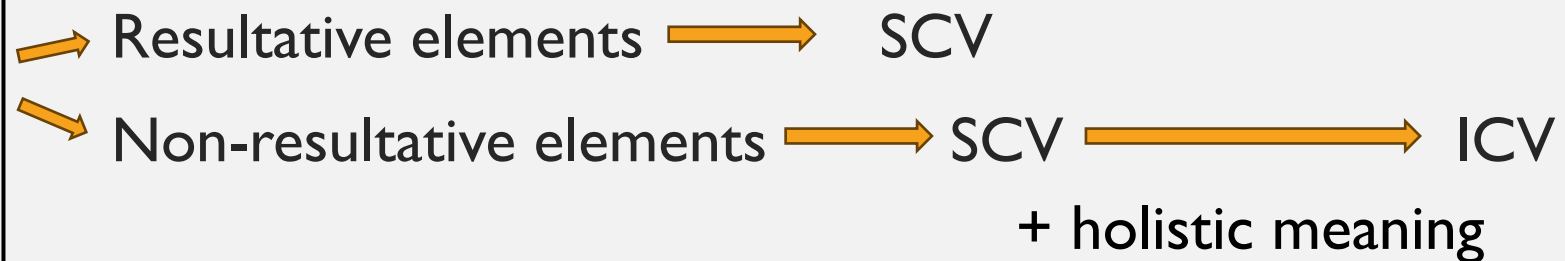 Resultative elements SCV
Non-resultative elements SCV ICV
+ holistic meaning